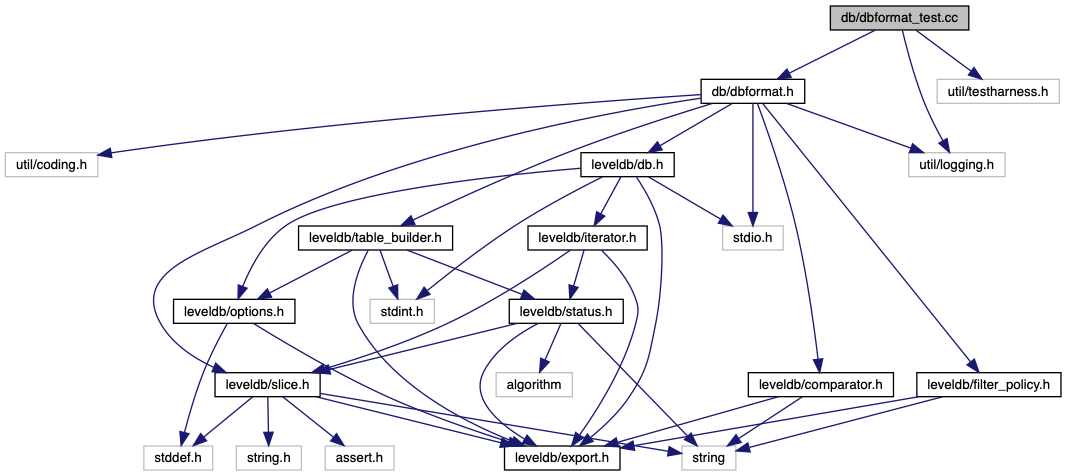 db/dbformat_test.cc
db/dbformat.h
util/testharness.h
util/coding.h
leveldb/db.h
util/logging.h
leveldb/table_builder.h
leveldb/iterator.h
stdio.h
leveldb/options.h
stdint.h
leveldb/status.h
leveldb/slice.h
algorithm
leveldb/comparator.h
leveldb/filter_policy.h
stddef.h
string.h
assert.h
leveldb/export.h
string